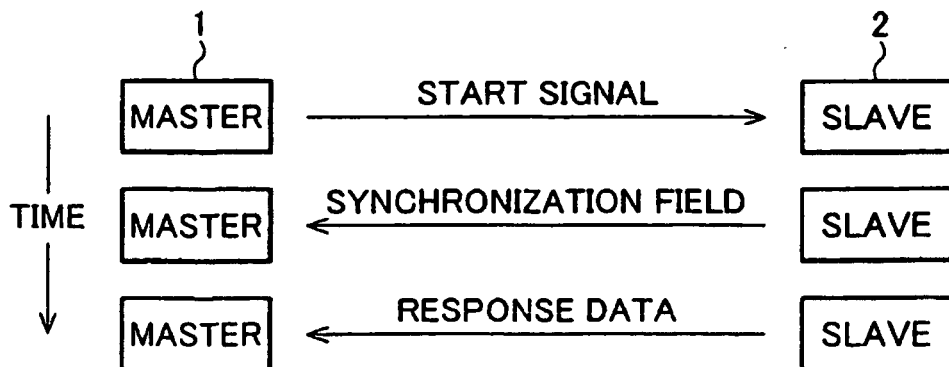 1 2
MASTER START SIGNAL SLAVE
TIME MASTER SYNCHRONIZATION FIELD SLAVE
MASTER RESPONSE DATA SLAVE